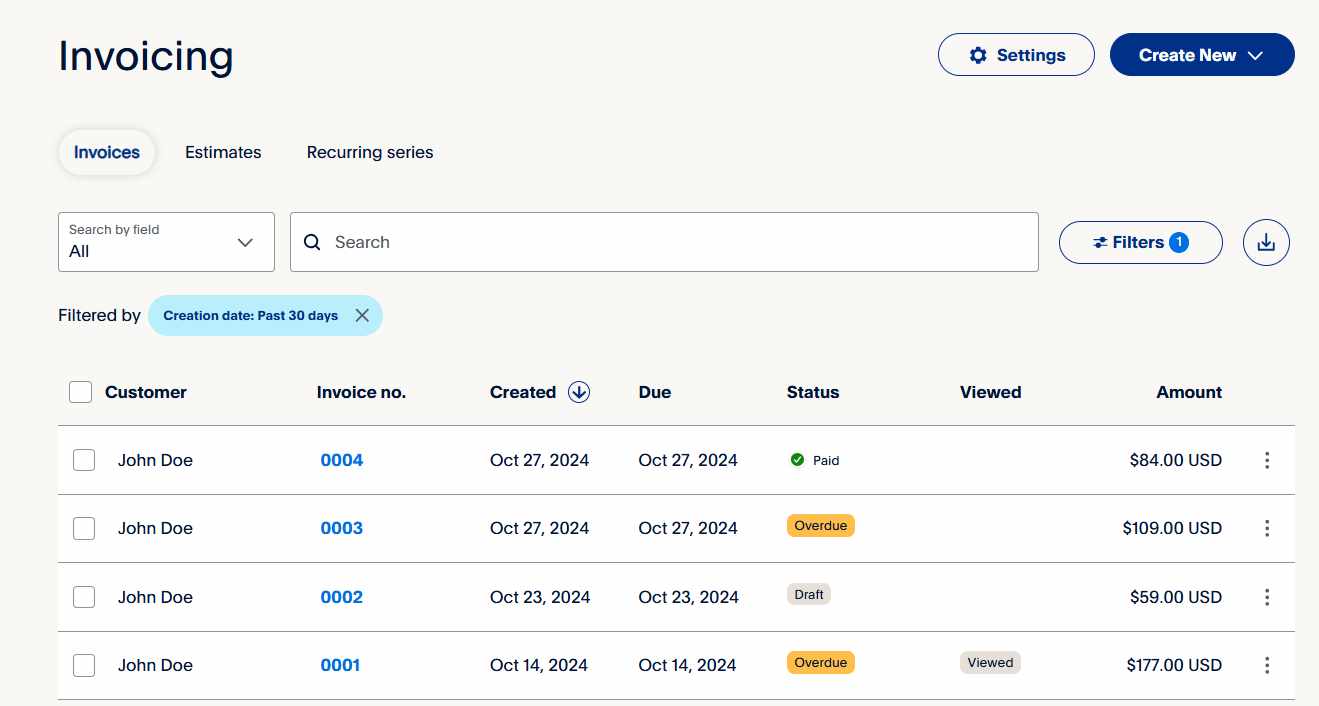 Invoicing
Settings
Create New
Invoices Estimates Recurring series
Search by field
All
Search
Filters 1
Filtered by Creation date: Past 30 days
Customer Invoice no. Created Due Status Viewed Amount
John Doe 0004 Oct 27, 2024 Oct 27, 2024 Paid $84.00 USD
John Doe 0003 Oct 27, 2024 Oct 27, 2024 Overdue $109.00 USD
John Doe 0002 Oct 23, 2024 Oct 23, 2024 Draft $59.00 USD
John Doe 0001 Oct 14, 2024 Oct 14, 2024 Overdue Viewed $177.00 USD